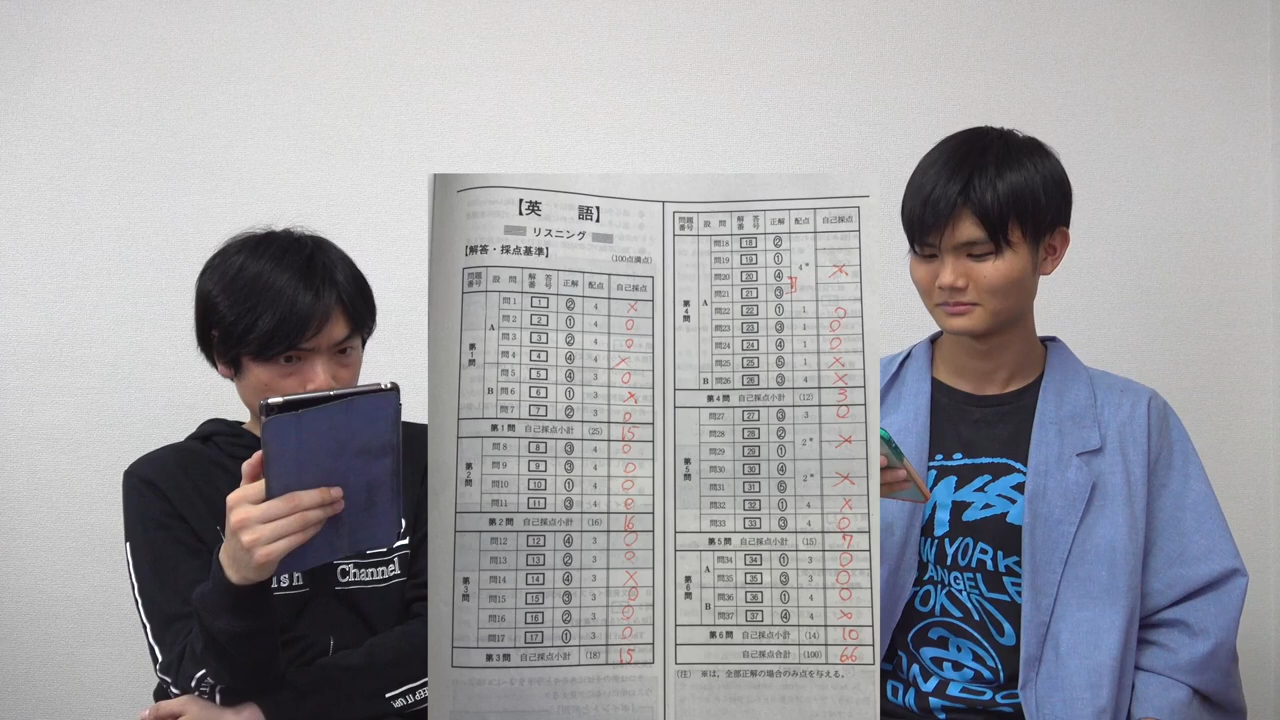 【英 語】
リスニング
【解答・採点基準】
(100点満点)
問題番号 設問 解答番号 正解 配点 自己採点
第1問
A
問1 1 ② 4 ×
問2 2 ① 4 ○
問3 3 ② 4 ○
問4 4 ④ 4 ×
B
問5 5 ④ 3 ○
問6 6 ① 3 ×
問7 7 ② 3 ○
第1問 自己採点小計 (25) 15
第2問
問8 8 ③ 4 ○
問9 9 ③ 4 ○
問10 10 ① 4 ○
問11 11 ③ 4 ○
第2問 自己採点小計 (16) 16
第3問
問12 12 ④ 3 ○
問13 13 ② 3 ○
問14 14 ④ 3 ×
問15 15 ③ 3 ○
問16 16 ② 3 ○
問17 17 ① 3 ○
第3問 自己採点小計 (18) 15
問題番号 設問 解答番号 正解 配点 自己採点
第4問
A
問18 18 ②
問19 19 ① 4* ×
問20 20 ④
問21 21 ③
問22 22 ① 1 ○
問23 23 ③ 1 ○
問24 24 ④ 1 ○
問25 25 ⑤ 1 ×
B 問26 26 ③ 4 ×
第4問 自己採点小計 (12) 3
第5問
問27 27 ③ 3 ○
問28 28 ② 2* ×
問29 29 ①
問30 30 ④ 2* ×
問31 31 ⑤
問32 32 ① 4 ×
問33 33 ③ 4 ○
第5問 自己採点小計 (15) 7
第6問
A
問34 34 ① 3 ○
問35 35 ③ 3 ○
B
問36 36 ① 4 ○
問37 37 ④ 4 ×
第6問 自己採点小計 (14) 10
自己採点合計 (100) 66
(注) ※は、全部正解の場合のみ点を与える。
ish Channel
KEEP IT UP!
NEW YORK
ANGELE
TOKYO
LONDO